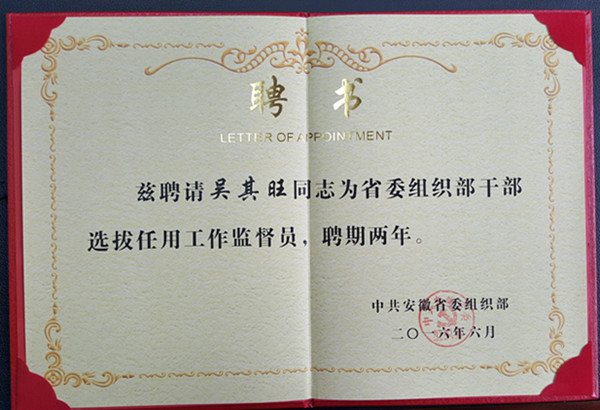 聘书
LETTER OF APPOINTMENT
兹聘请吴其旺同志为省委组织部干部
选拔任用工作监督员，聘期两年。
中共安徽省委组织部
二〇一六年六月